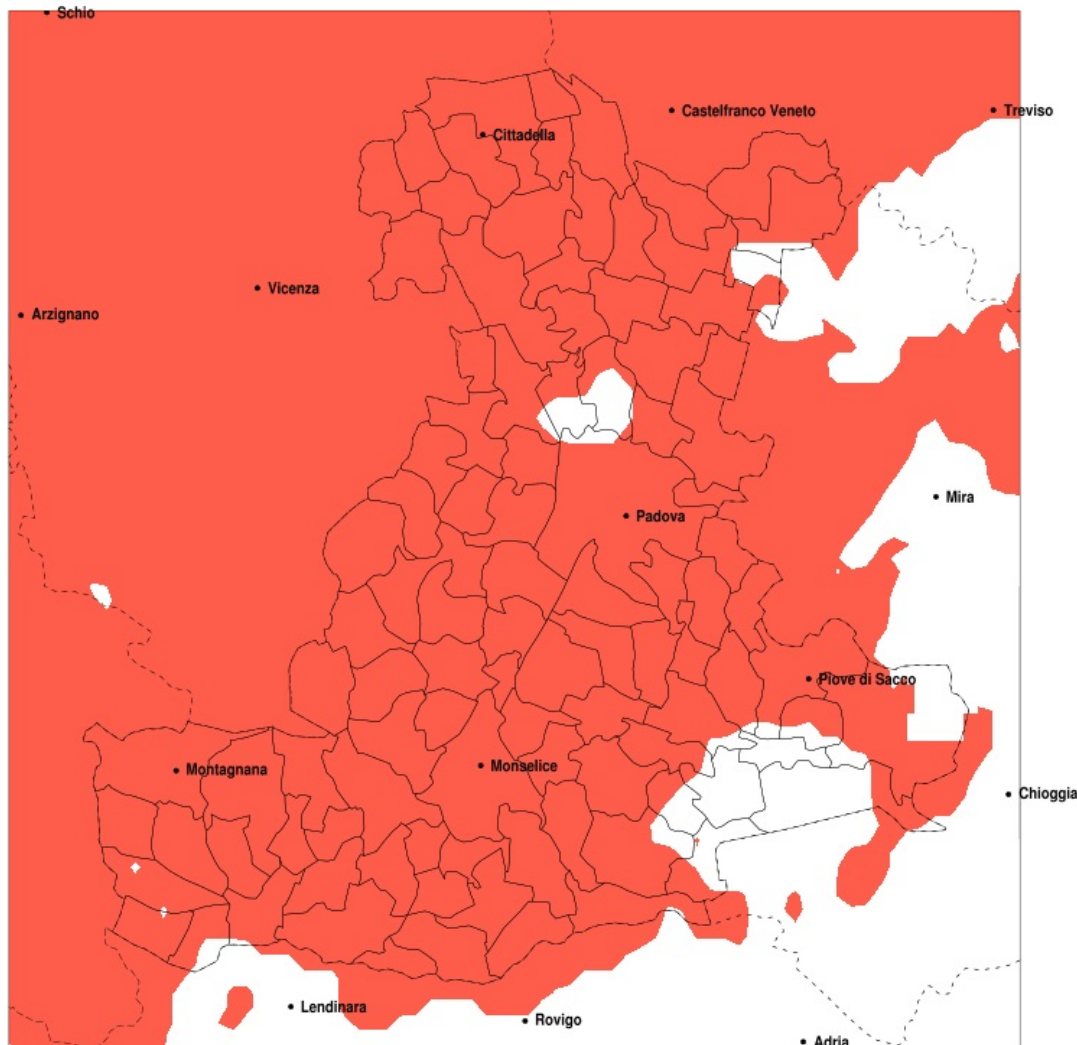 Schio
Castelfranco Veneto
Treviso
Cittadella
Vicenza
Arzignano
Mira
Padova
Piove di Sacco
Monselice
Montagnana
Chioggia
Lendinara
Rovigo
Adria